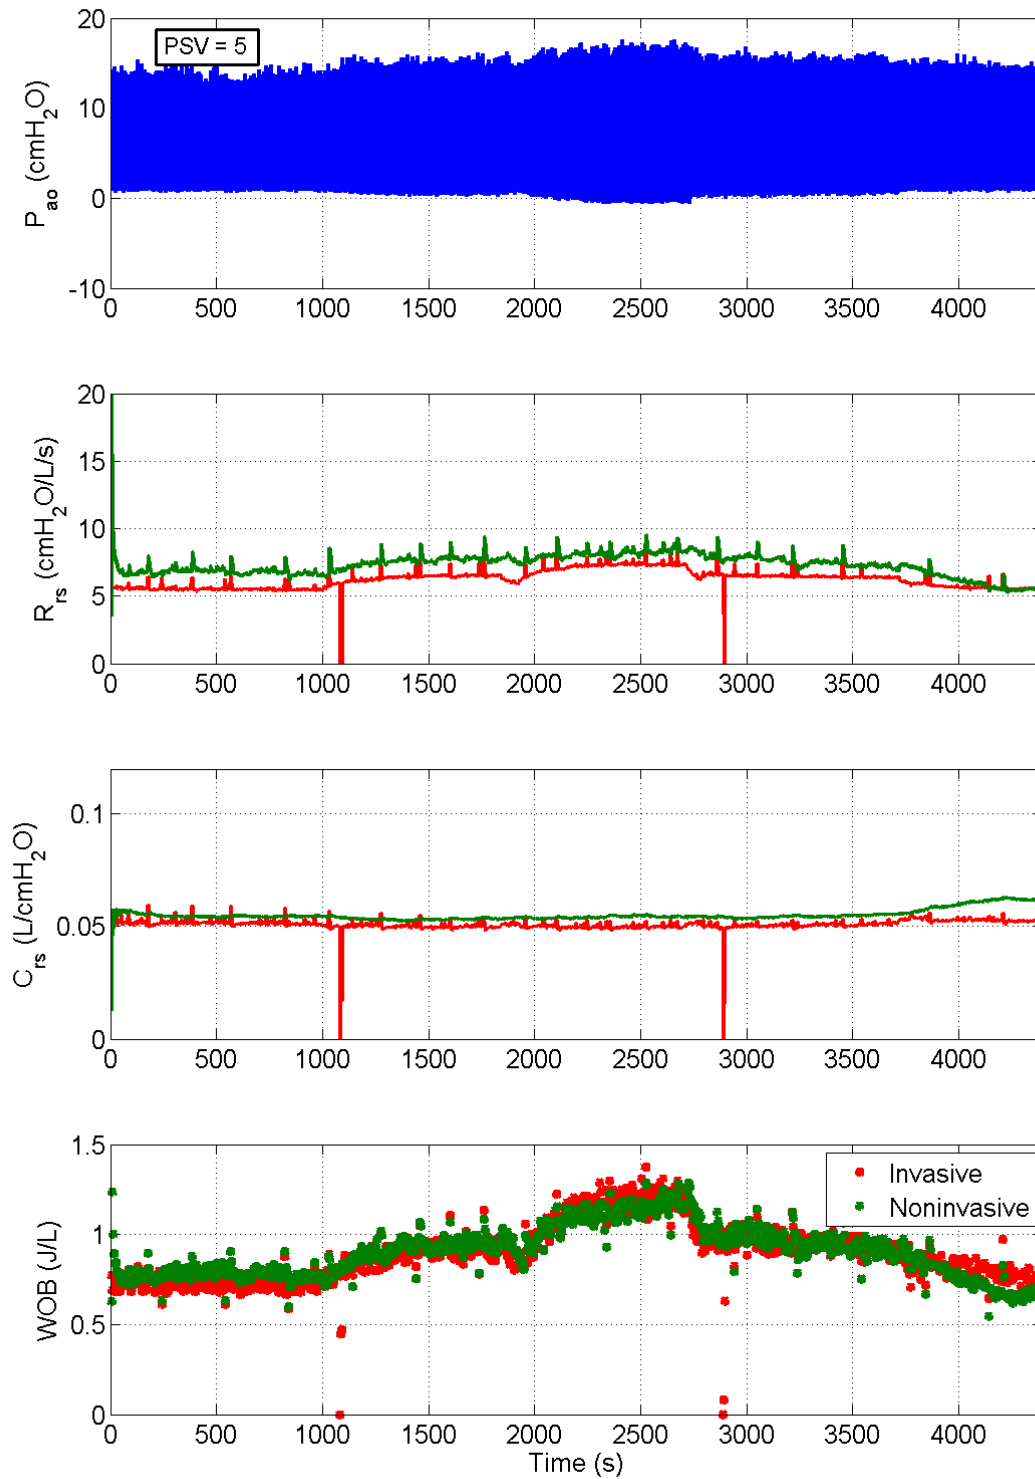 20
PSV = 5
10
0
-10
P_ao (cmH_2O)
0 500 1000 1500 2000 2500 3000 3500 4000
20
15
10
5
0
R_rs (cmH_2O/L/s)
0 500 1000 1500 2000 2500 3000 3500 4000
0.1
0.05
0
C_rs (L/cmH_2O)
0 500 1000 1500 2000 2500 3000 3500 4000
1.5
1
0.5
0
WOB (J/L)
Invasive
Noninvasive
0 500 1000 1500 2000 2500 3000 3500 4000
Time (s)